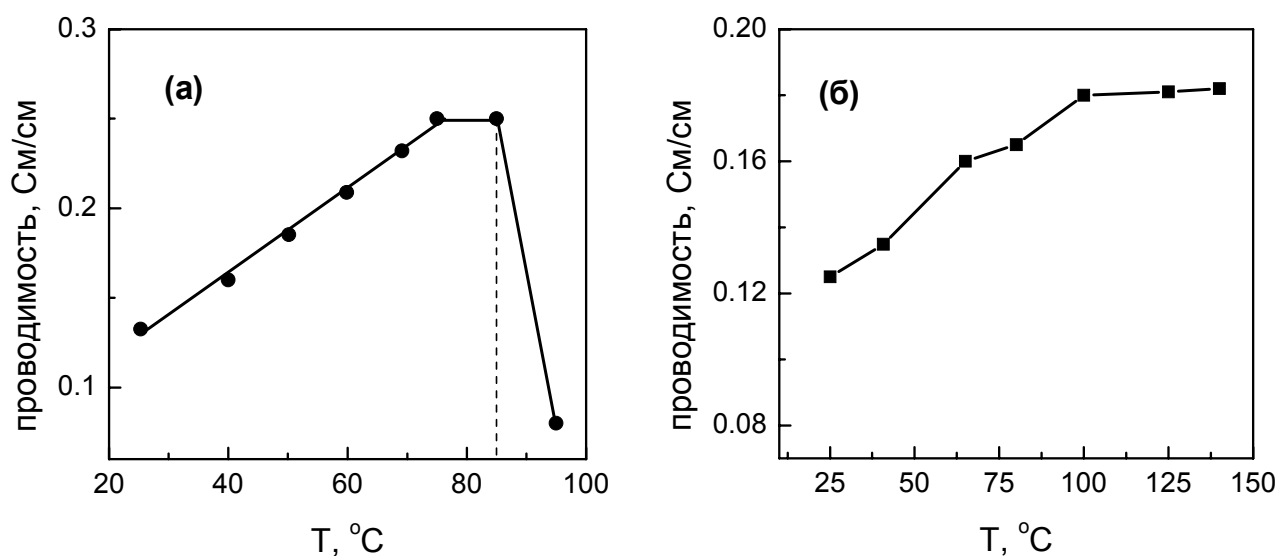 (а)
проводимость, См/см
0.3
0.2
0.1
20 40 60 80 100
T, °C
(б)
проводимость, См/см
0.20
0.16
0.12
0.08
25 50 75 100 125 150
T, °C